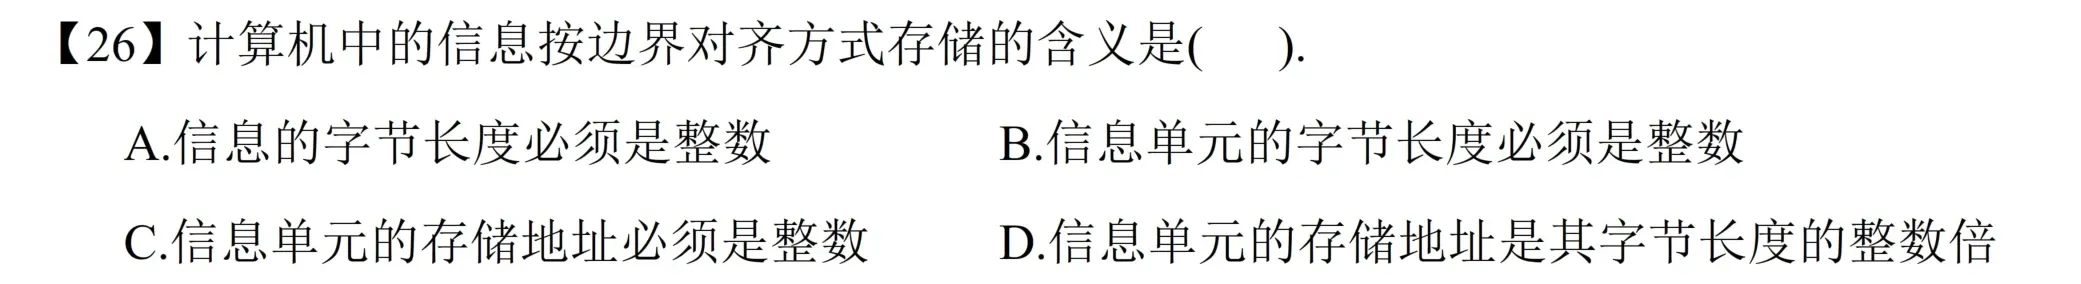 【26】计算机中的信息按边界对齐方式存储的含义是(    ).
A.信息的字节长度必须是整数    B.信息单元的字节长度必须是整数
C.信息单元的存储地址必须是整数    D.信息单元的存储地址是其字节长度的整数倍